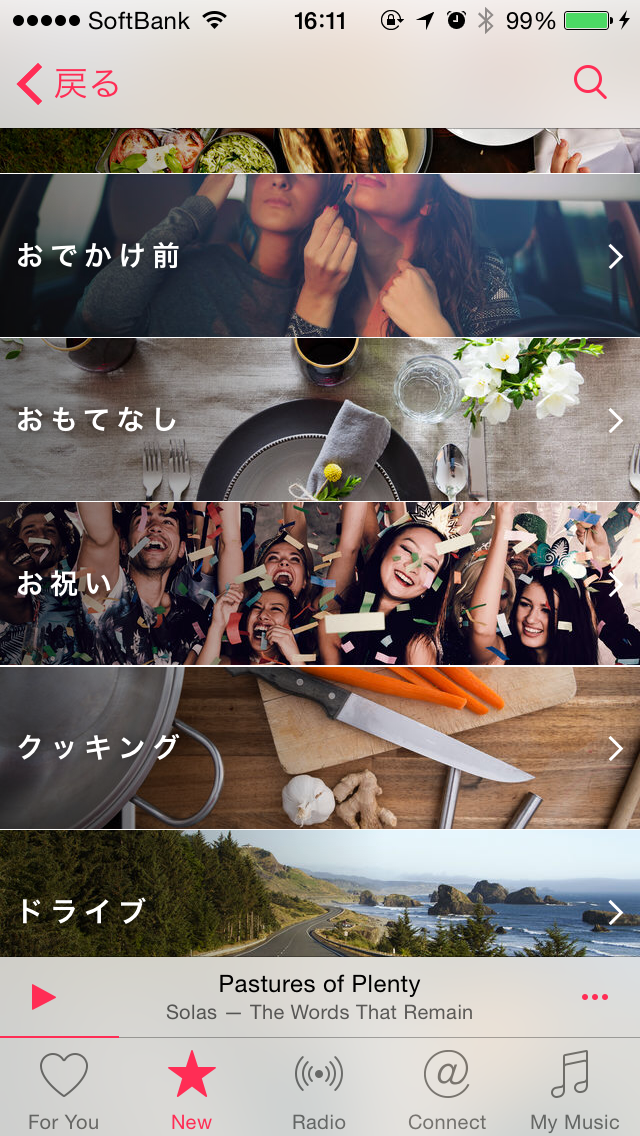 SoftBank 16:11 99%
戻る
おでかけ前
おもてなし
お祝い
クッキング
ドライブ
Pastures of Plenty
Solas — The Words That Remain
For You New Radio Connect My Music